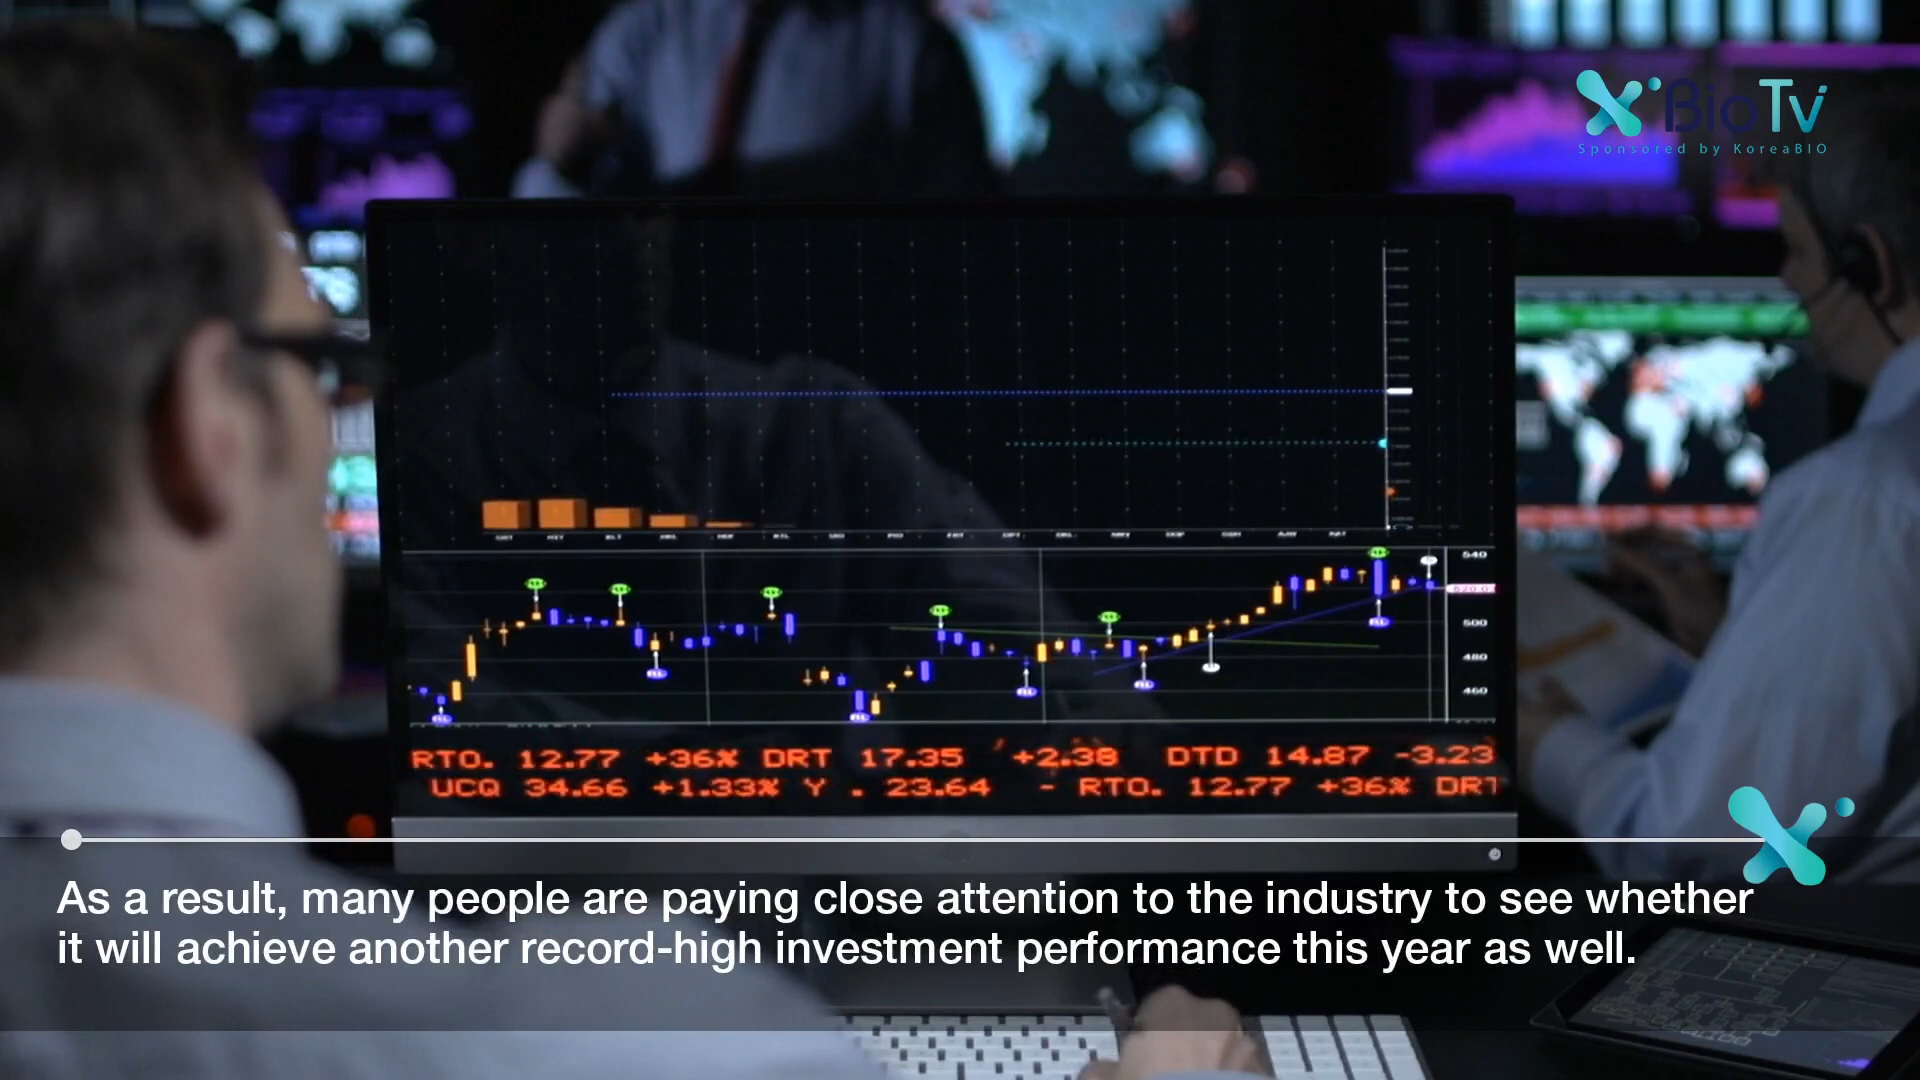 BioTv
Sponsored by KoreaBIO
540
500
480
460
RTO. 12.77 +36% DRT 17.35 +2.38 DTD 14.87 -3.23
UCQ 34.66 +1.33% Y . 23.64 - RTO. 12.77 +36% DRT
As a result, many people are paying close attention to the industry to see whether
it will achieve another record-high investment performance this year as well.